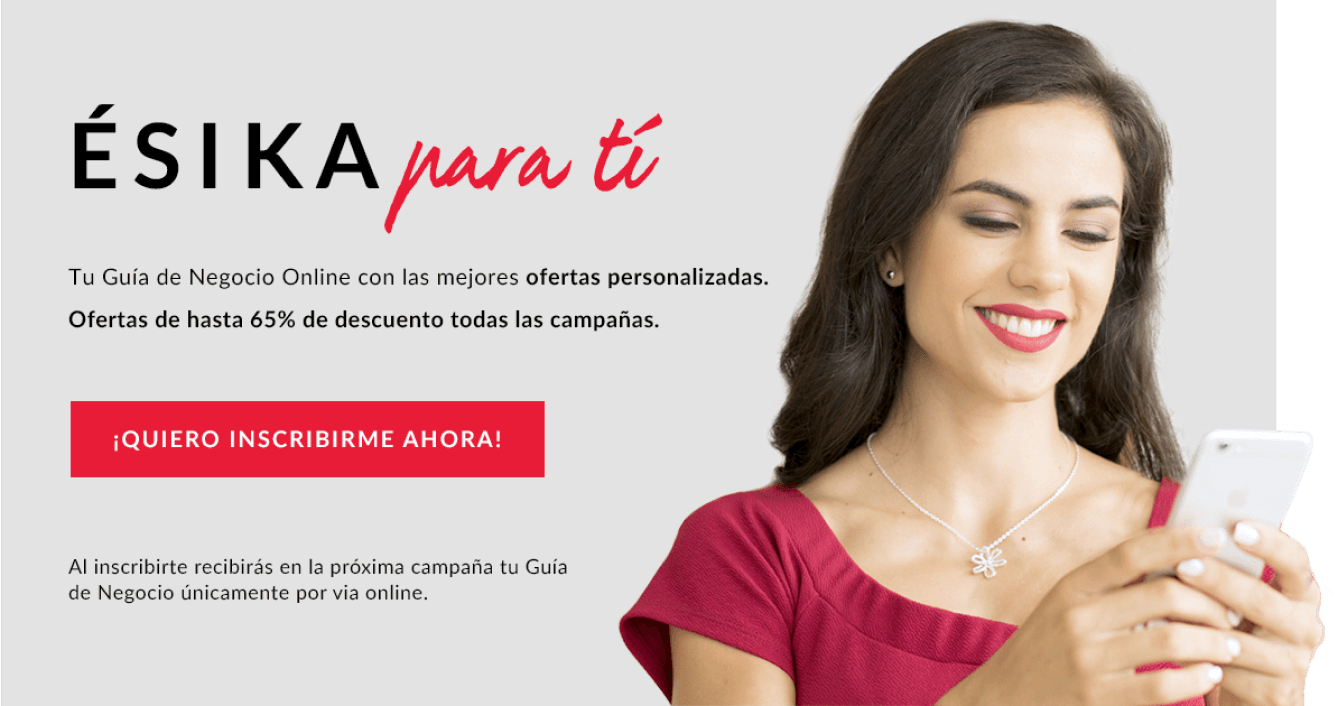 ÉSIKA para tí
Tu Guía de Negocio Online con las mejores ofertas personalizadas.
Ofertas de hasta 65% de descuento todas las campañas.
¡QUIERO INSCRIBIRME AHORA!
Al inscribirte recibirás en la próxima campaña tu Guía
de Negocio únicamente por via online.